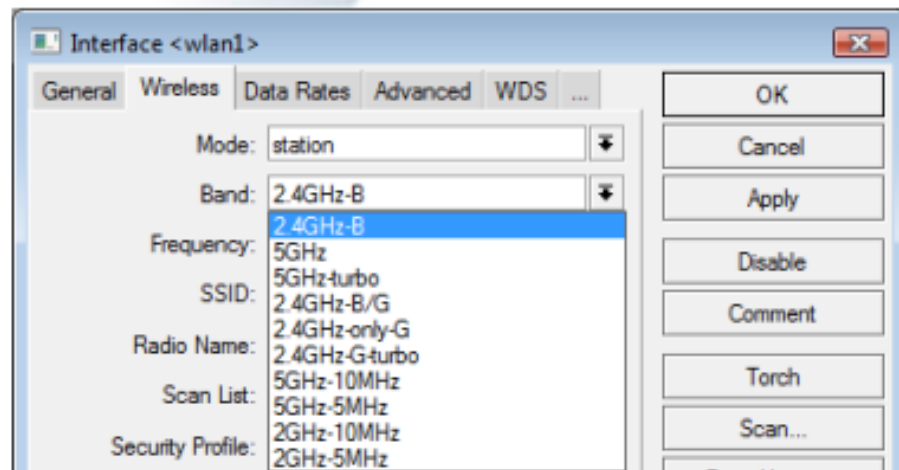 Interface <wlan1>
General Wireless Data Rates Advanced WDS ...
OK
Mode: station
Cancel
Band: 2.4GHz-B
Apply
2.4GHz-B
Frequency:
5GHz
Disable
5GHz-turbo
SSID:
2.4GHz-B/G
Comment
2.4GHz-only-G
Radio Name:
2.4GHz-G-turbo
Torch
5GHz-10MHz
Scan List:
5GHz-5MHz
Scan...
2GHz-10MHz
Security Profile:
2GHz-5MHz